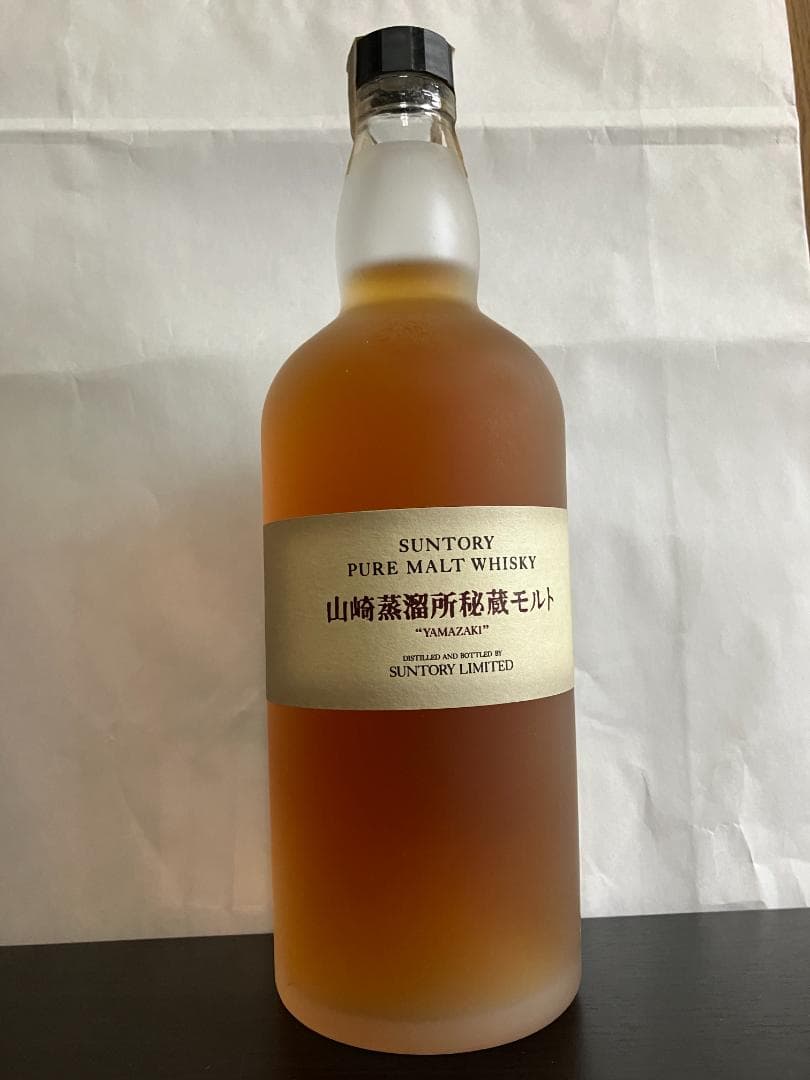 SUNTORY
PURE MALT WHISKY
山崎蒸溜所秘蔵モルト
“YAMAZAKI”
DISTILLED AND BOTTLED BY
SUNTORY LIMITED